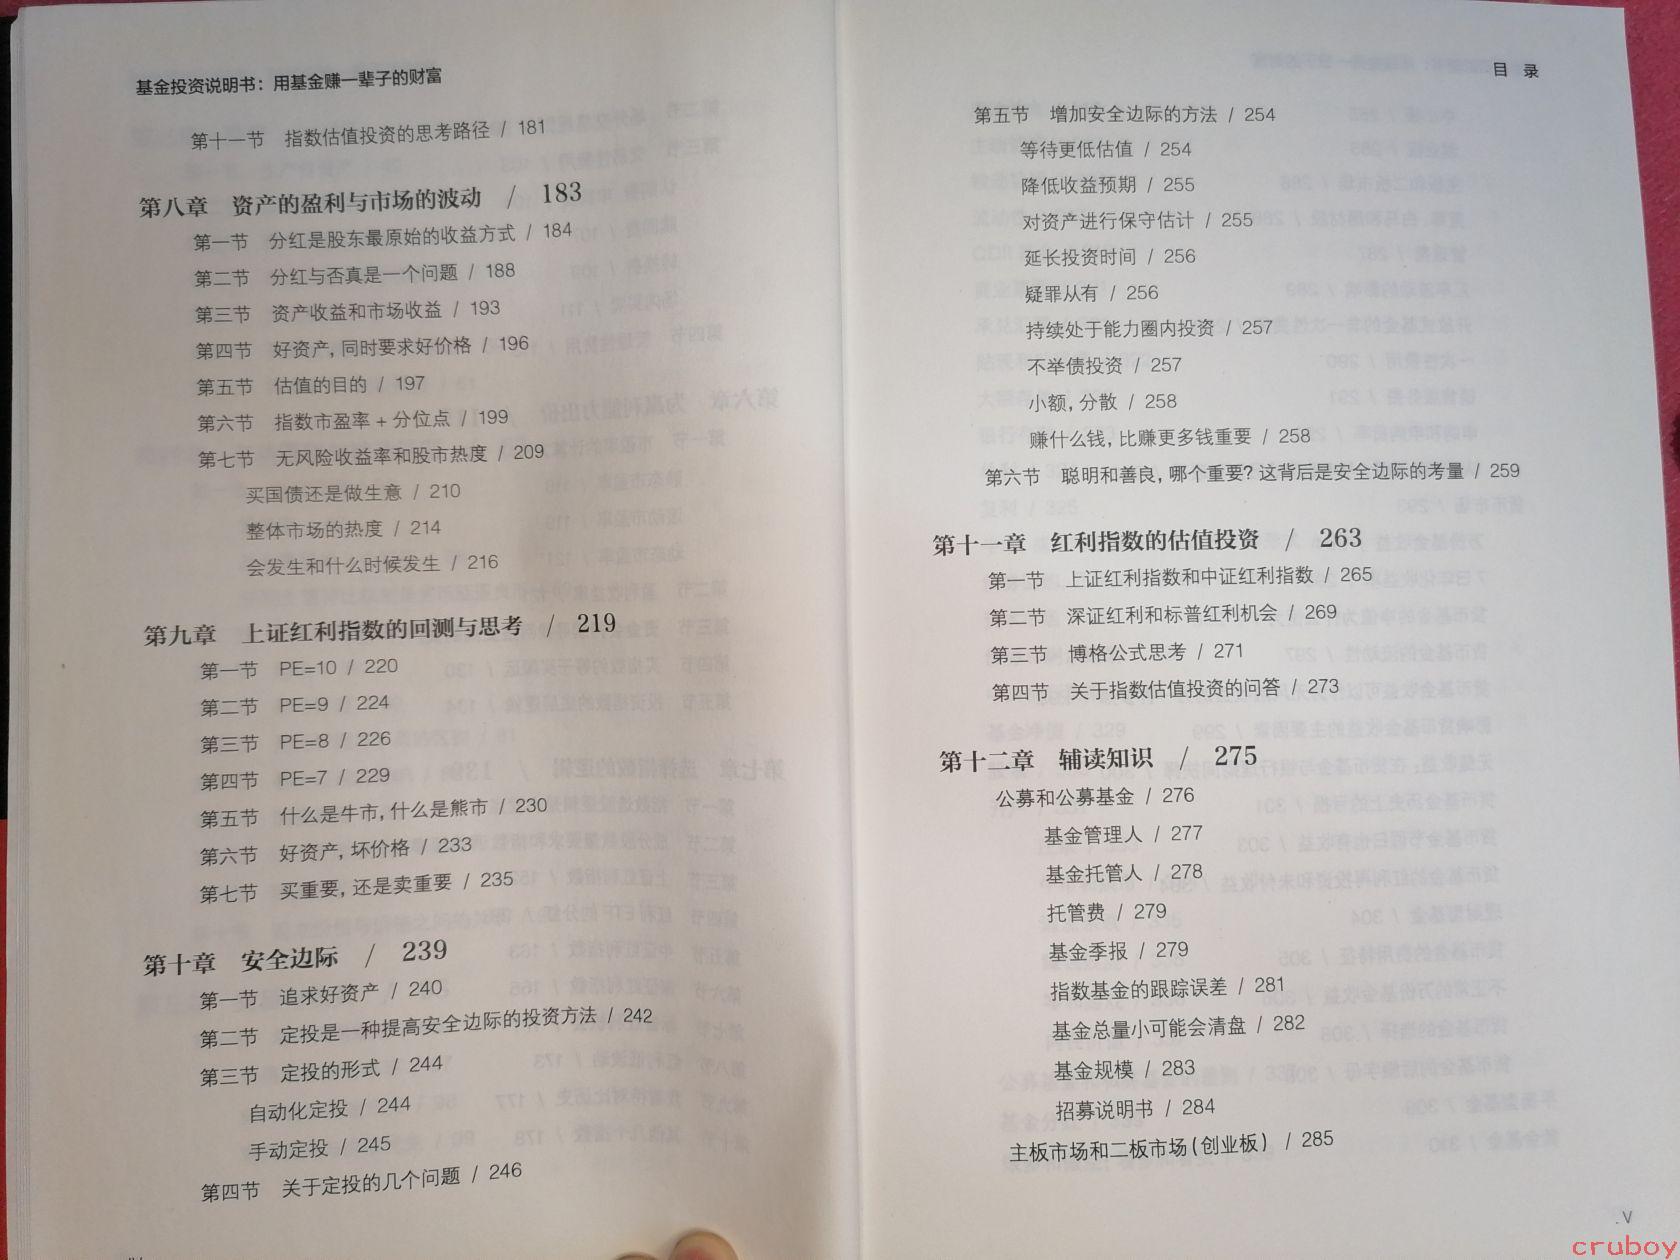 基金投资说明书：用基金赚一辈子的财富
第十一节 指数估值投资的思考路径 / 181
第八章 资产的盈利与市场的波动 / 183
第一节 分红是股东最原始的收益方式 / 184
第二节 分红与否真是一个问题 / 188
第三节 资产收益和市场收益 / 193
第四节 好资产，同时要求好价格 / 196
第五节 估值的目的 / 197
第六节 指数市盈率 + 分位点 / 199
第七节 无风险收益率和股市热度 / 209
买国债还是做生意 / 210
整体市场的热度 / 214
会发生和什么时候发生 / 216
第九章 上证红利指数的回测与思考 / 219
第一节 PE=10 / 220
第二节 PE=9 / 224
第三节 PE=8 / 226
第四节 PE=7 / 229
第五节 什么是牛市，什么是熊市 / 230
第六节 好资产，坏价格 / 233
第七节 买重要，还是卖重要 / 235
第十章 安全边际 / 239
第一节 追求好资产 / 240
第二节 定投是一种提高安全边际的投资方法 / 242
第三节 定投的形式 / 244
自动化定投 / 244
手动定投 / 245
第四节 关于定投的几个问题 / 246
目 录
第五节 增加安全边际的方法 / 254
等待更低估值 / 254
降低收益预期 / 255
对资产进行保守估计 / 255
延长投资时间 / 256
疑罪从有 / 256
持续处于能力圈内投资 / 257
不举债投资 / 257
小额，分散 / 258
赚什么钱，比赚更多钱重要 / 258
第六节 聪明和善良，哪个重要？这背后是安全边际的考量 / 259
第十一章 红利指数的估值投资 / 263
第一节 上证红利指数和中证红利指数 / 265
第二节 深证红利和标普红利机会 / 269
第三节 博格公式思考 / 271
第四节 关于指数估值投资的问答 / 273
第十二章 辅读知识 / 275
公募和公募基金 / 276
基金管理人 / 277
基金托管人 / 278
托管费 / 279
基金季报 / 279
指数基金的跟踪误差 / 281
基金总量小可能会清盘 / 282
基金规模 / 283
招募说明书 / 284
主板市场和二板市场（创业板） / 285
V
cruboy